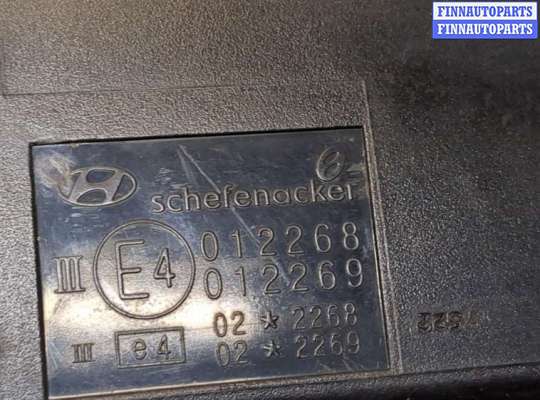 FINNAUTOPARTS
FINNAUTOPARTS
schefenacker
III E4 012268
012269
02 * 2268
III e4 02 * 2269